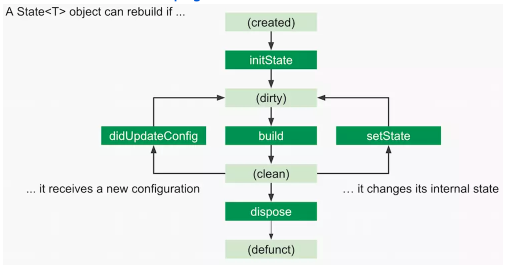 A State<T> object can rebuild if ...
(created)
initState
(dirty)
didUpdateConfig
build
setState
(clean)
... it receives a new configuration
... it changes its internal state
dispose
(defunct)